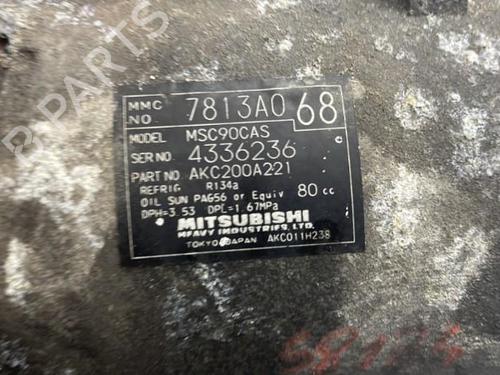 MMC NO. 7813A068
MODEL MSC90CAS
SER NO. 4336236
PART NO. AKC200A221
REFRIG R134a
OIL SUN PAG56 or Equiv 80 cc
DPH=3.53 DPL=1.67MPa
MITSUBISHI
HEAVY INDUSTRIES, LTD.
TOKYO JAPAN AKC011H238